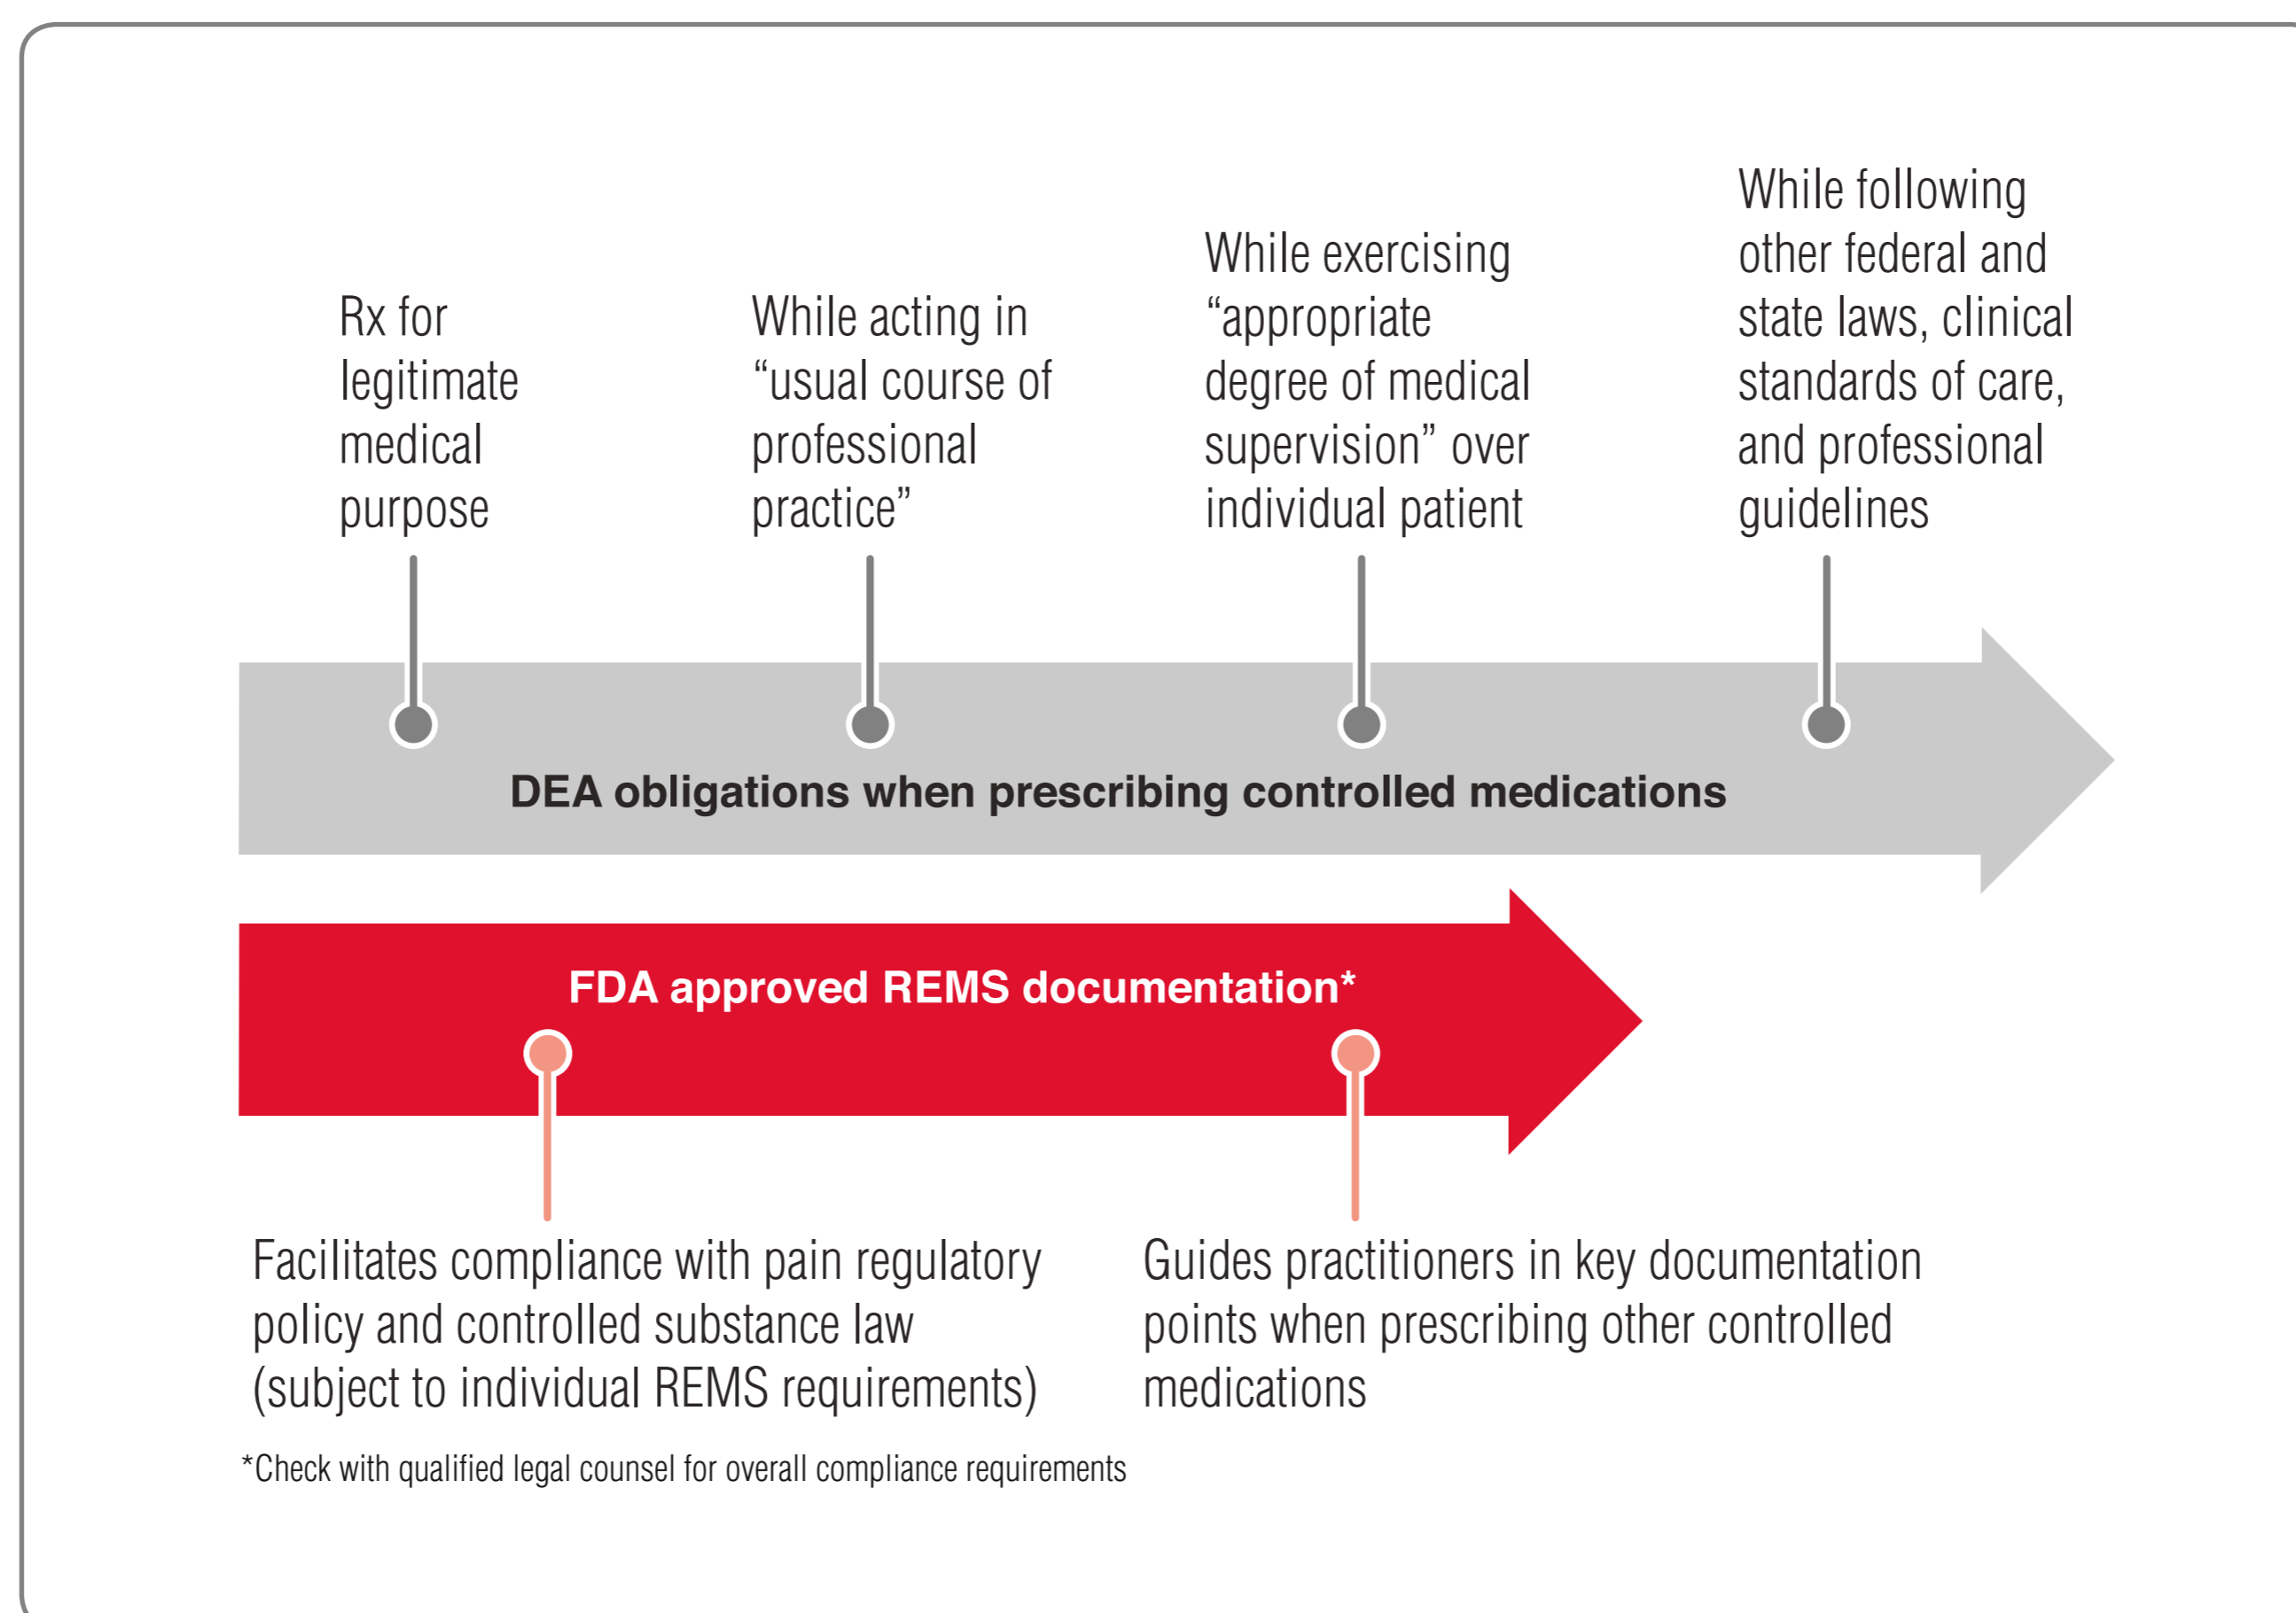 Rx for
legitimate
medical
purpose
While acting in
“usual course of
professional
practice”
While exercising
“appropriate
degree of medical
supervision” over
individual patient
While following
other federal and
state laws, clinical
standards of care,
and professional
guidelines
DEA obligations when prescribing controlled medications
FDA approved REMS documentation*
Facilitates compliance with pain regulatory
policy and controlled substance law
(subject to individual REMS requirements)
Guides practitioners in key documentation
points when prescribing other controlled
medications
*Check with qualified legal counsel for overall compliance requirements